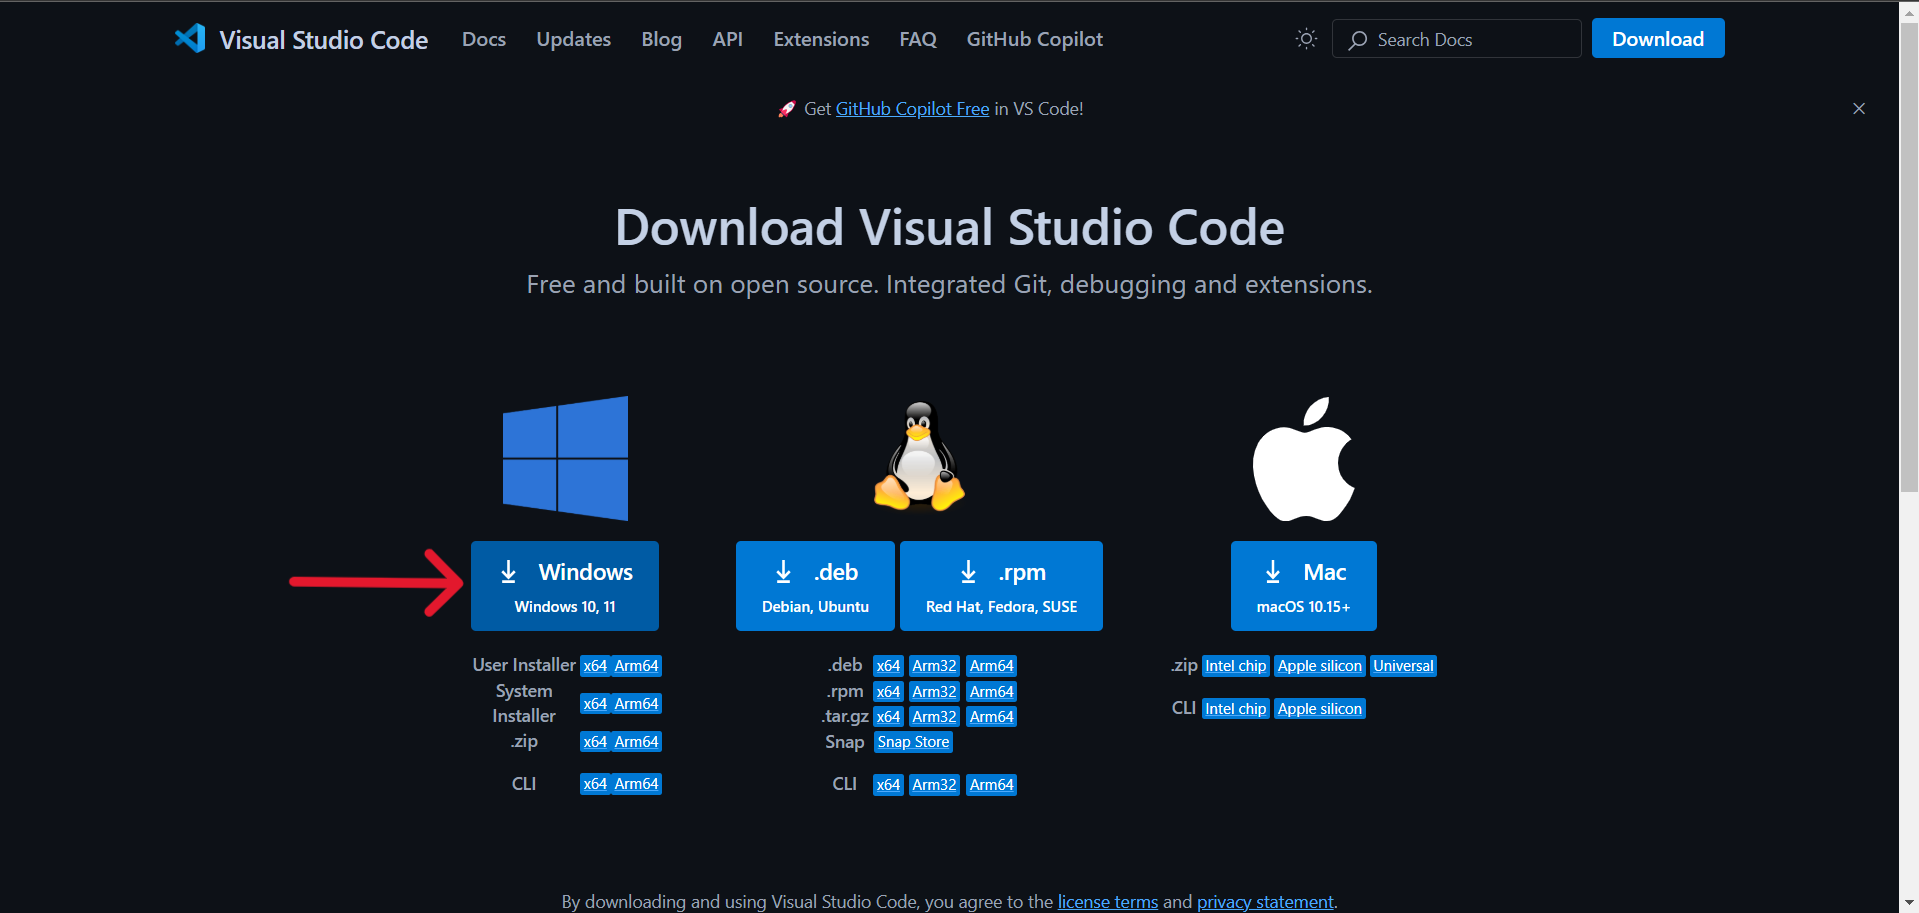 Visual Studio Code Docs Updates Blog API Extensions FAQ GitHub Copilot Search Docs Download
Get GitHub Copilot Free in VS Code!
Download Visual Studio Code
Free and built on open source. Integrated Git, debugging and extensions.
Windows
Windows 10, 11
User Installer x64 Arm64
System
Installer x64 Arm64
.zip x64 Arm64
CLI x64 Arm64
.deb
Debian, Ubuntu
.rpm
Red Hat, Fedora, SUSE
.deb x64 Arm32 Arm64
.rpm x64 Arm32 Arm64
.tar.gz x64 Arm32 Arm64
Snap Snap Store
CLI x64 Arm32 Arm64
Mac
macOS 10.15+
.zip Intel chip Apple silicon Universal
CLI Intel chip Apple silicon
By downloading and using Visual Studio Code, you agree to the license terms and privacy statement.